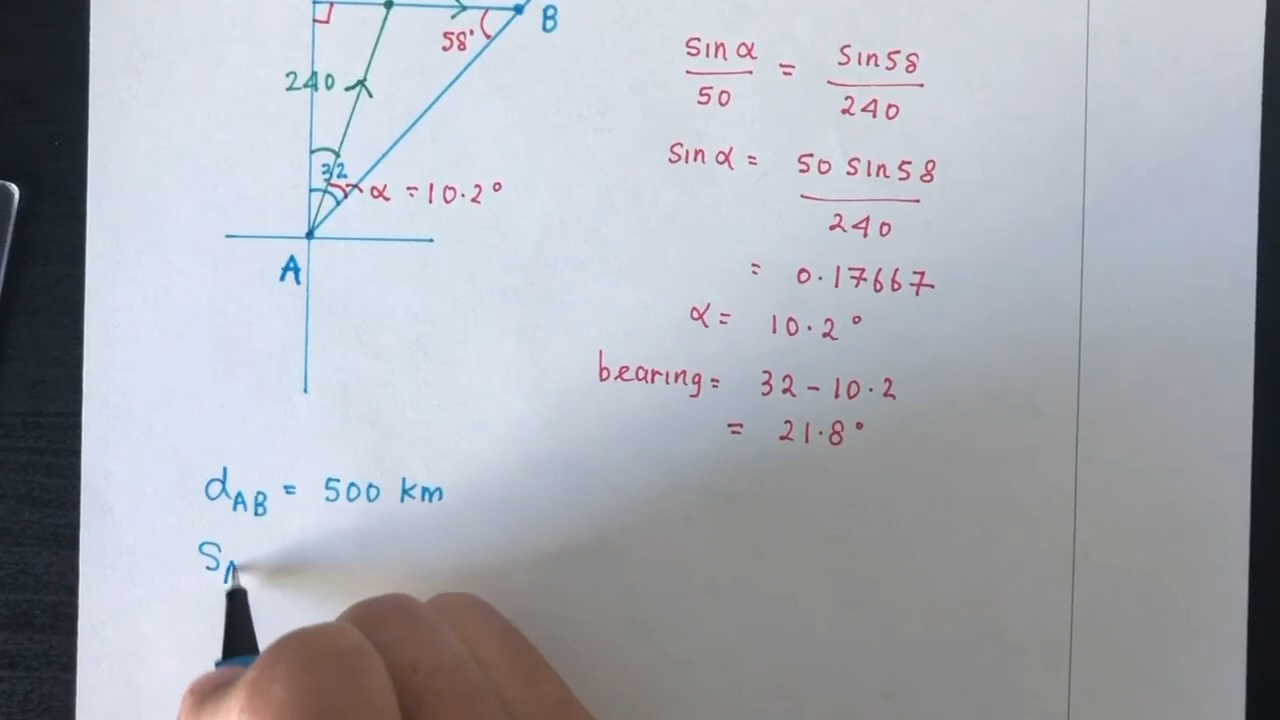 B
58°
240
32
α = 10.2°
A
sin α / 50 = sin 58 / 240
sin α = 50 sin 58 / 240
= 0.17667
α = 10.2°
bearing = 32 - 10.2
= 21.8°
dAB = 500 km
SA